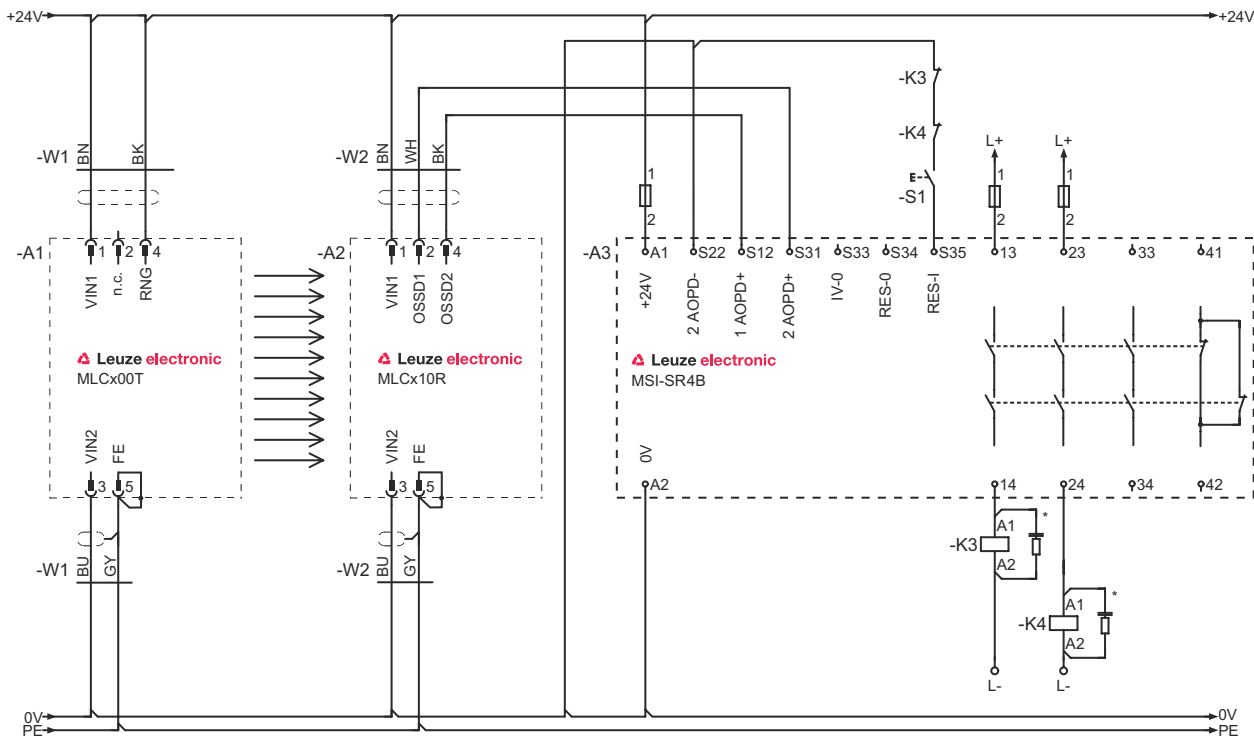 +24V +24V
-K3
-K4
-S1
L+ L+
-W1 BN BK
-W2 BN WH BK
1 2
1 2
1 2
-A1 1 2 4
VIN1 n.c. RNG
-A2 1 2 4
VIN1 OSSD1 OSSD2
-A3 A1 S22 S12 S31 S33 S34 S35 13 23 33 41
+24V 2 AOPD- 1 AOPD+ 2 AOPD+ IV-0 RES-0 RES-I
Leuze electronic
MLCx00T
Leuze electronic
MLCx10R
Leuze electronic
MSI-SR4B
VIN2 FE
3 5
VIN2 FE
3 5
0V
A2 14 24 34 42
-K3 A1 A2 *
-K4 A1 A2 *
-W1 BU GY
-W2 BU GY
L- L-
0V 0V
PE PE